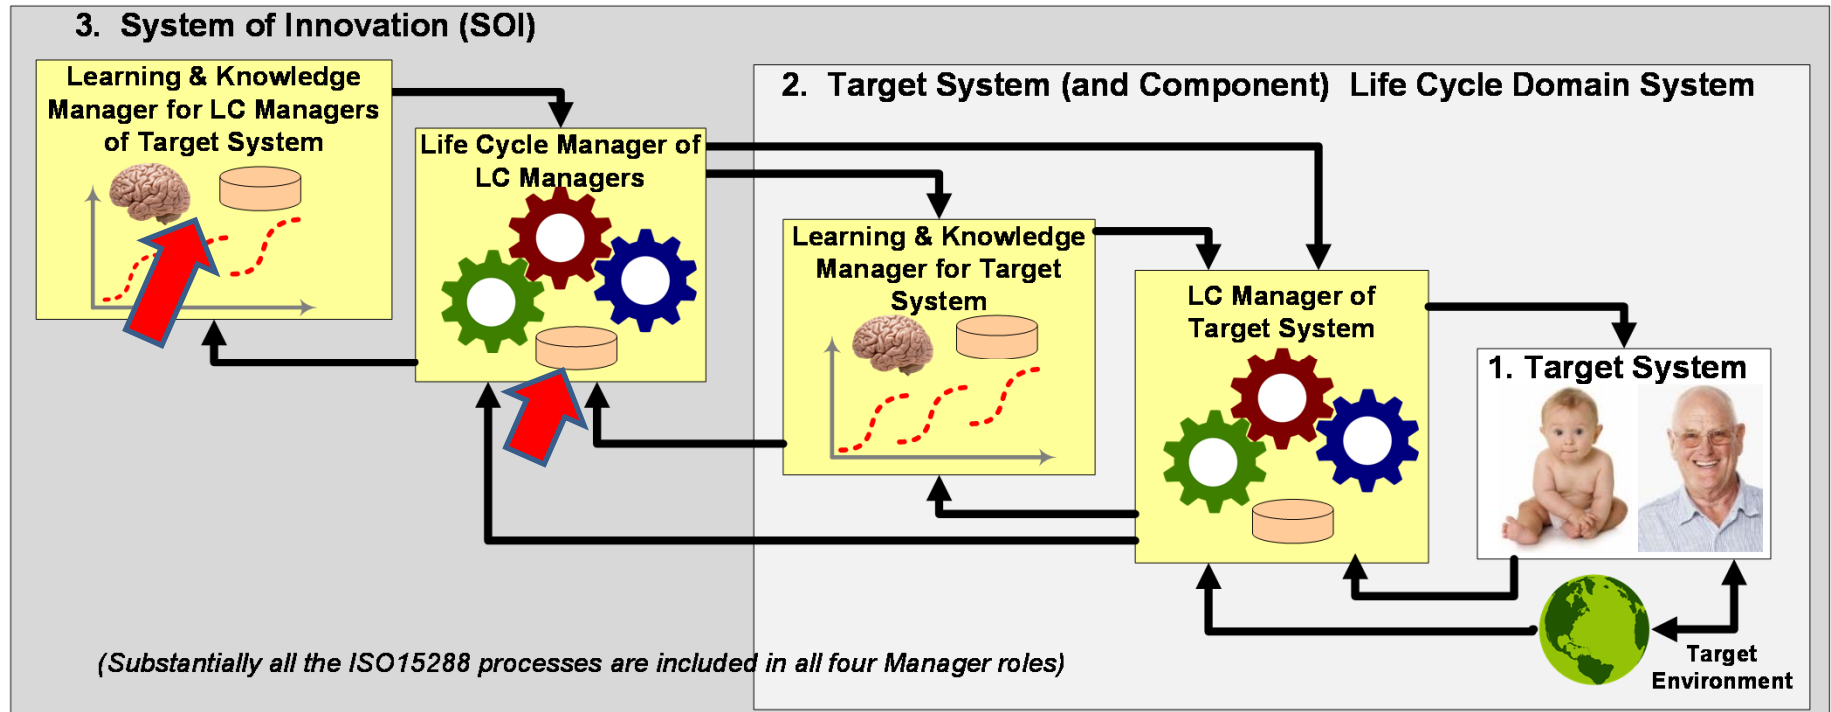 3. System of Innovation (SOI)
Learning & Knowledge
Manager for LC Managers
of Target System
2. Target System (and Component) Life Cycle Domain System
Life Cycle Manager of
LC Managers
Learning & Knowledge
Manager for Target
System
LC Manager of
Target System
1. Target System
(Substantially all the ISO15288 processes are included in all four Manager roles)
Target
Environment